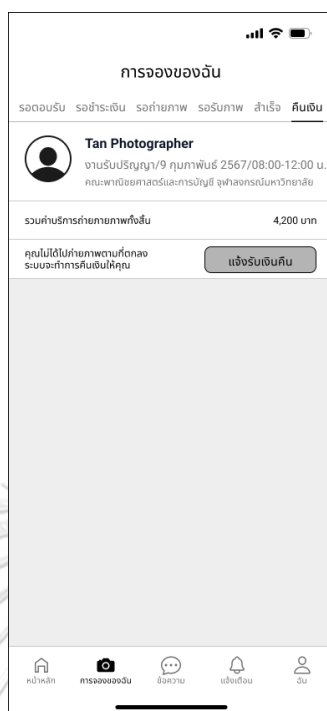 การจองของฉัน
รอตอบรับ รอชำระเงิน รอถ่ายภาพ รอรับภาพ สำเร็จ คืนเงิน
Tan Photographer
งานรับปริญญา/9 กุมภาพันธ์ 2567/08:00-12:00 น.
คณะพาณิชยศาสตร์และการบัญชี จุฬาลงกรณ์มหาวิทยาลัย
รวมค่าบริการถ่ายภายภาพทั้งสิ้น 4,200 บาท
คุณไม่ได้ไปถ่ายภาพตามที่ตกลง
ระบบจะทำการคืนเงินให้คุณ
แจ้งรับเงินคืน
หน้าหลัก การจองของฉัน ข้อความ แจ้งเตือน ฉัน